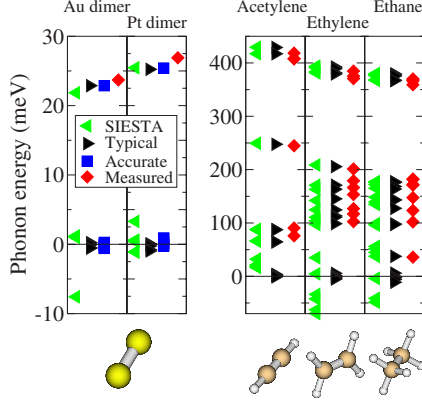 Au dimer
Pt dimer
Acetylene
Ethylene
Ethane
Phonon energy (meV)
30
20
10
0
-10
SIESTA
Typical
Accurate
Measured
400
300
200
100
0